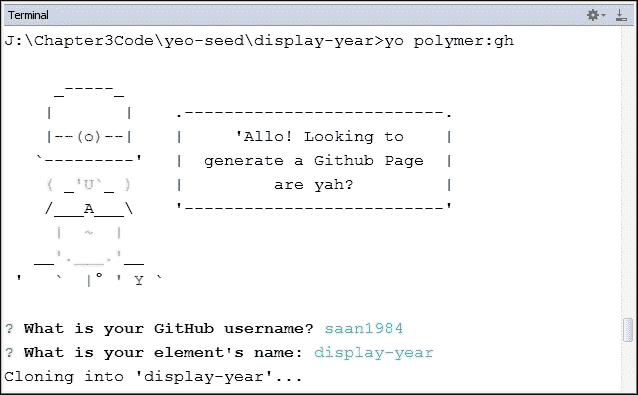 Terminal
J:\Chapter3Code\yeo-seed\display-year>yo polymer:gh
     _-----_
    |       |    .--------------------------.
    |--(o)--|    |     'Allo! Looking to    |
   `---------'   |  generate a Github Page  |
    ( _'U`_ )    |         are yah?         |
    /___A___\    '--------------------------'
     |  ~  |
   __'.___.'__
 '   `  |° ' Y `
? What is your GitHub username? saan1984
? What is your element's name: display-year
Cloning into 'display-year'...